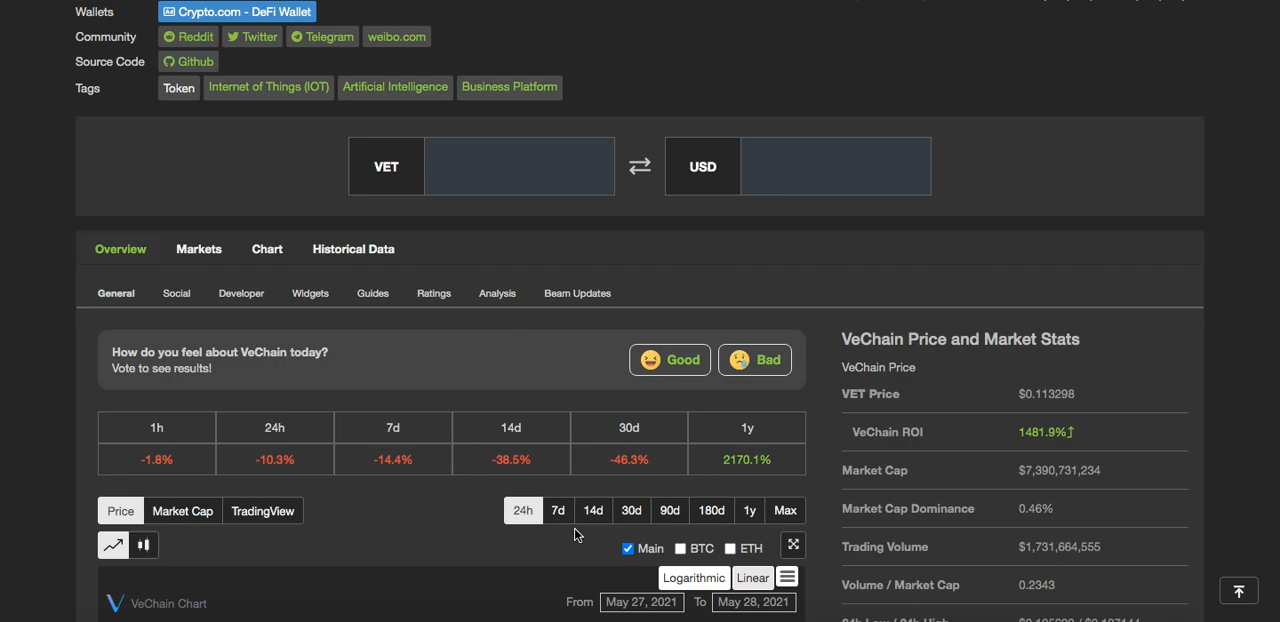 Wallets Ad Crypto.com - DeFi Wallet
Community Reddit Twitter Telegram weibo.com
Source Code Github
Tags Token Internet of Things (IOT) Artificial Intelligence Business Platform
VET USD
Overview Markets Chart Historical Data
General Social Developer Widgets Guides Ratings Analysis Beam Updates
How do you feel about VeChain today?
Vote to see results!
Good Bad
1h 24h 7d 14d 30d 1y
-1.8% -10.3% -14.4% -38.5% -46.3% 2170.1%
Price Market Cap TradingView
24h 7d 14d 30d 90d 180d 1y Max
Main BTC ETH
Logarithmic Linear
VeChain Chart
From May 27, 2021 To May 28, 2021
VeChain Price and Market Stats
VeChain Price
VET Price $0.113298
VeChain ROI 1481.9%
Market Cap $7,390,731,234
Market Cap Dominance 0.46%
Trading Volume $1,731,664,555
Volume / Market Cap 0.2343